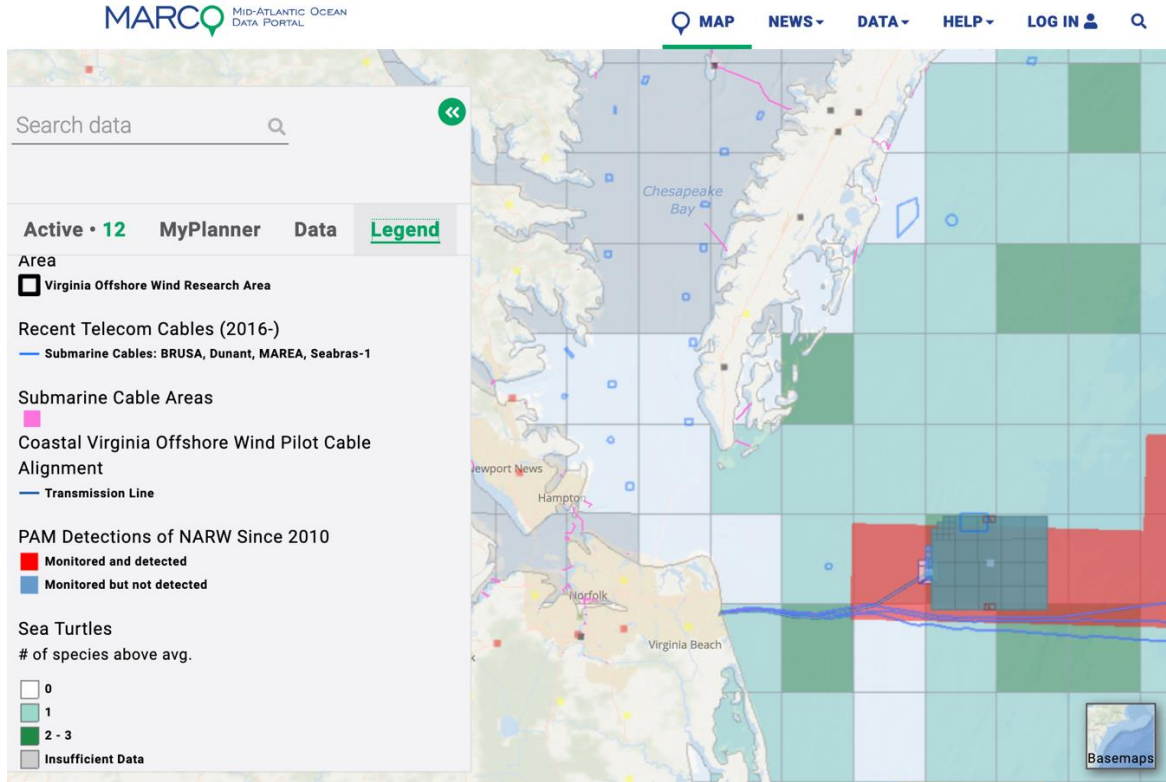 MARCO MID-ATLANTIC OCEAN
DATA PORTAL
MAP NEWS DATA HELP LOG IN
Search data
Active • 12 MyPlanner Data Legend
Area
Virginia Offshore Wind Research Area
Recent Telecom Cables (2016-)
Submarine Cables: BRUSA, Dunant, MAREA, Seabras-1
Submarine Cable Areas
Coastal Virginia Offshore Wind Pilot Cable
Alignment
Transmission Line
PAM Detections of NARW Since 2010
Monitored and detected
Monitored but not detected
Sea Turtles
# of species above avg.
0
1
2 - 3
Insufficient Data
Chesapeake
Bay
ewport News
Hampton
Norfolk
Virginia Beach
k
Basemaps